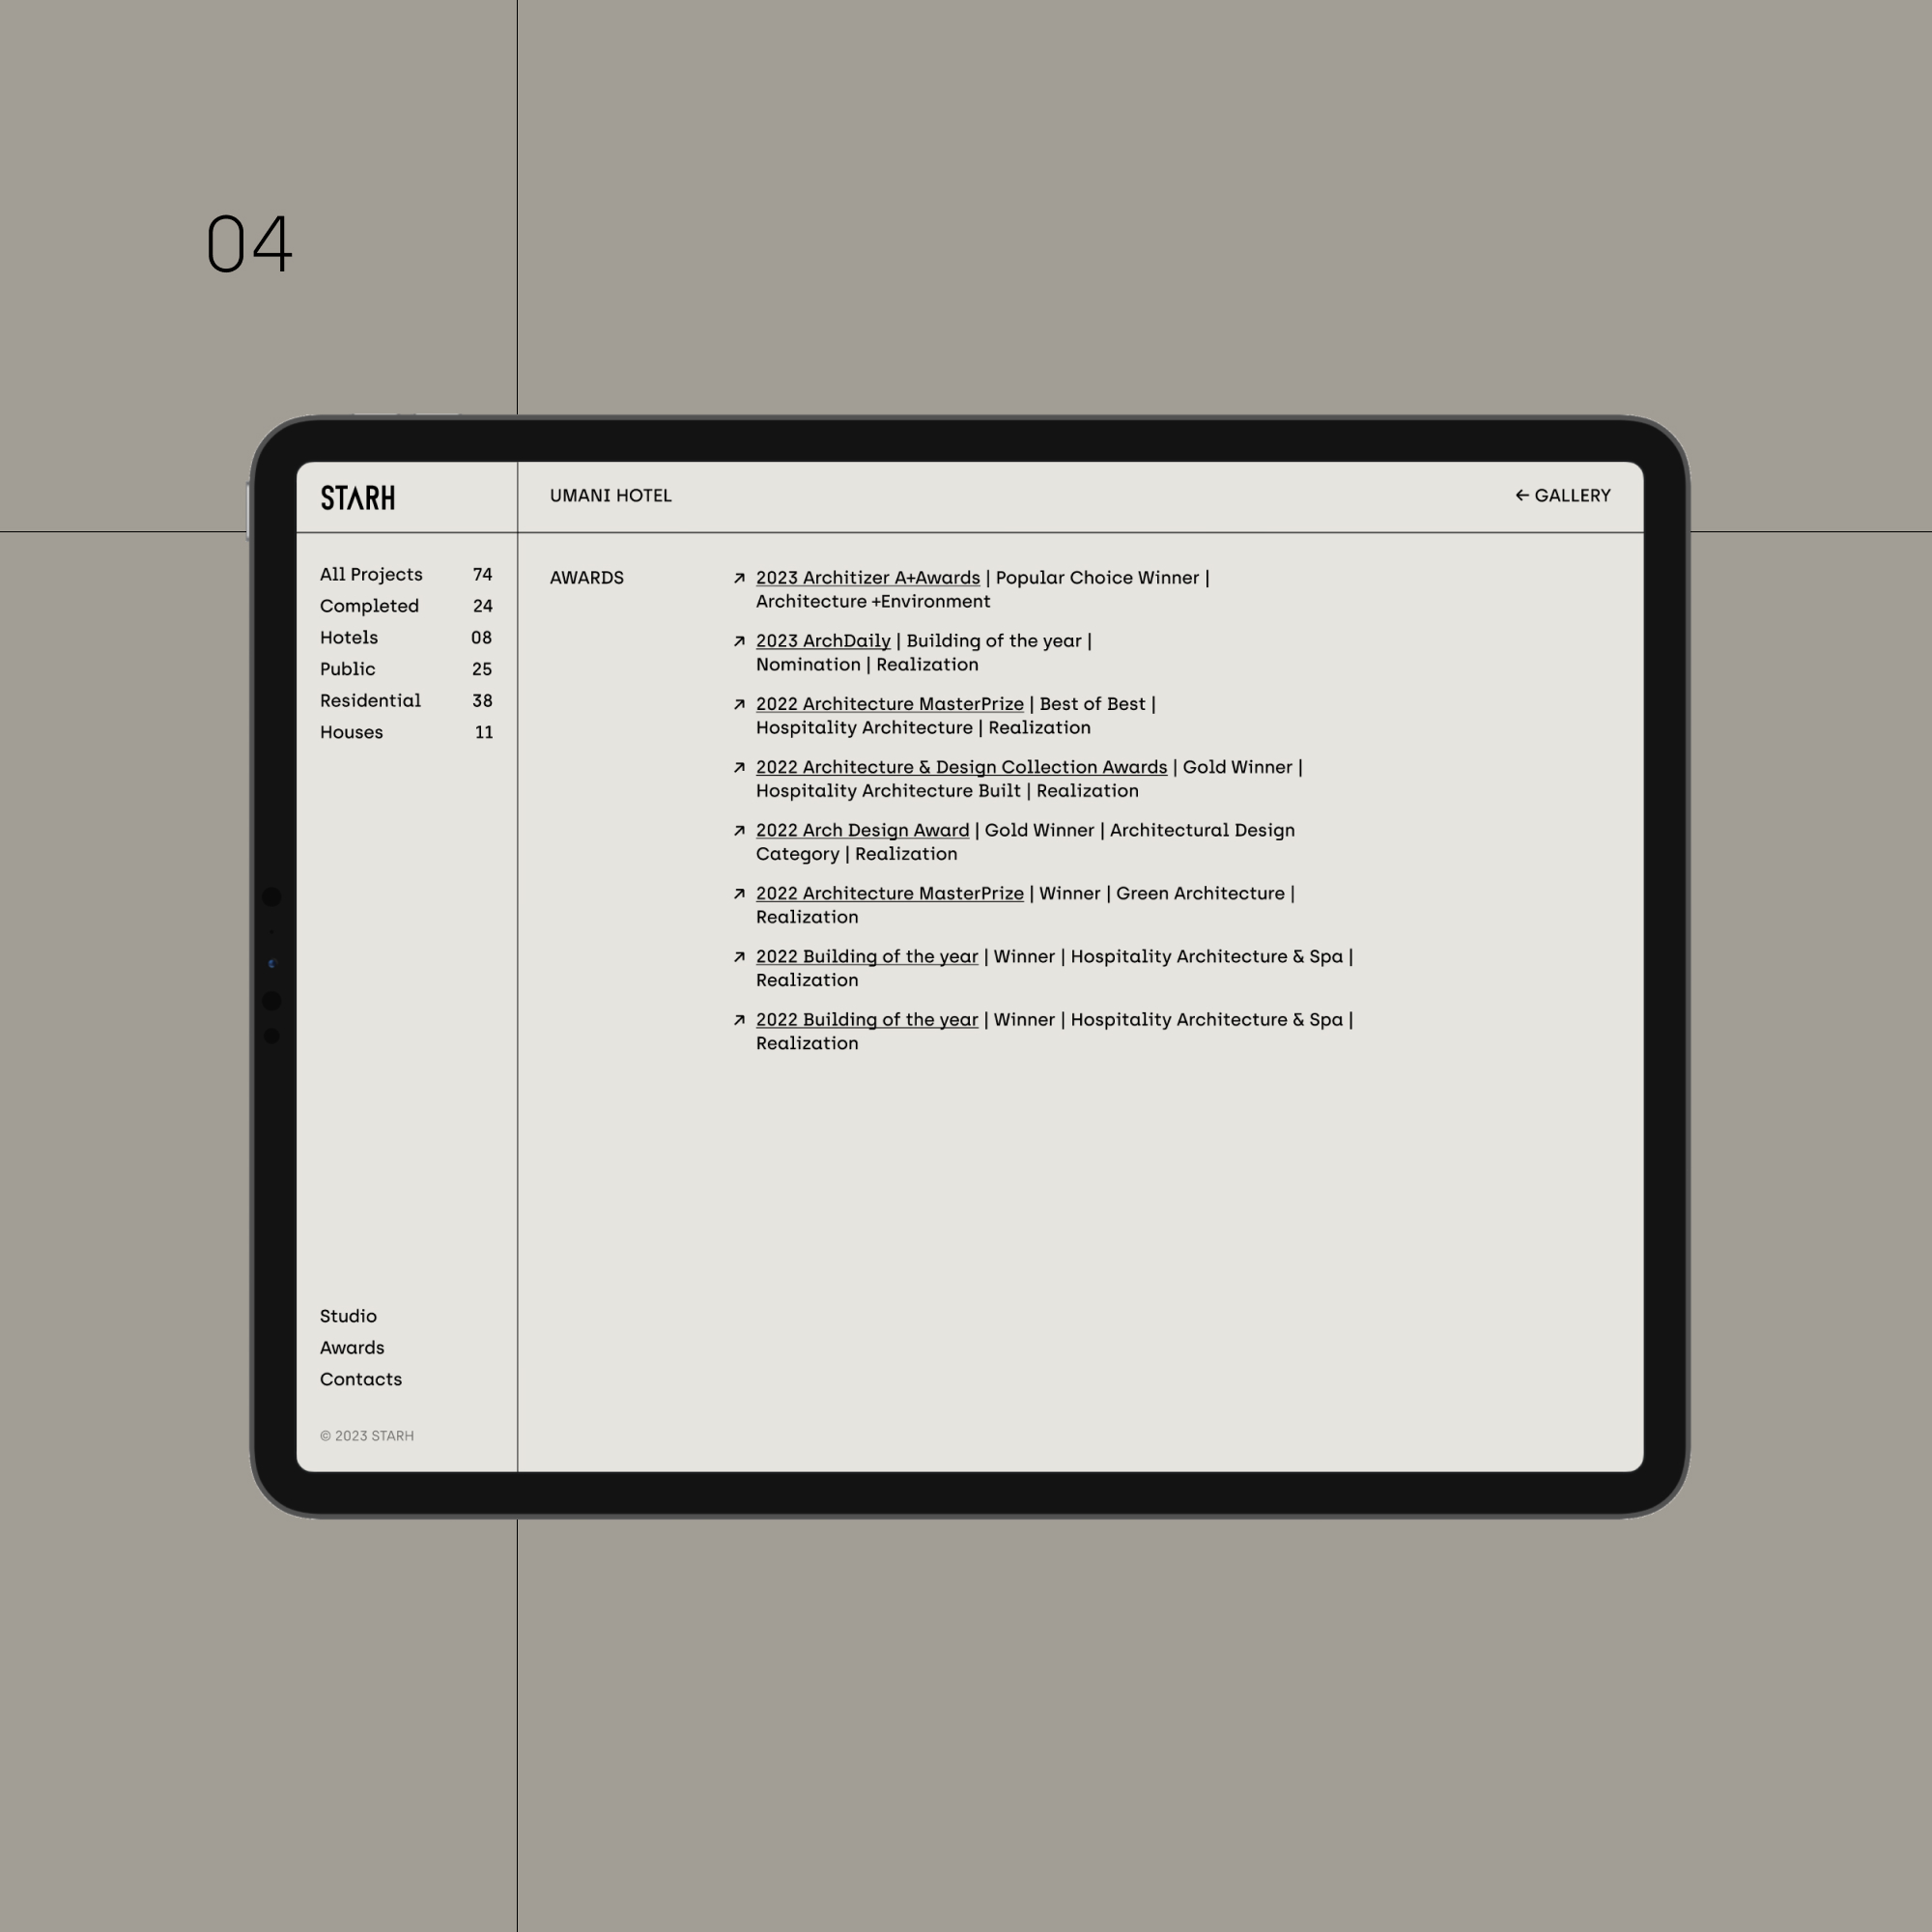 04
STARH
UMANI HOTEL
← GALLERY
All Projects 74
Completed 24
Hotels 08
Public 25
Residential 38
Houses 11
AWARDS
↗ 2023 Architizer A+Awards | Popular Choice Winner |
Architecture +Environment
↗ 2023 ArchDaily | Building of the year |
Nomination | Realization
↗ 2022 Architecture MasterPrize | Best of Best |
Hospitality Architecture | Realization
↗ 2022 Architecture & Design Collection Awards | Gold Winner |
Hospitality Architecture Built | Realization
↗ 2022 Arch Design Award | Gold Winner | Architectural Design
Category | Realization
↗ 2022 Architecture MasterPrize | Winner | Green Architecture |
Realization
↗ 2022 Building of the year | Winner | Hospitality Architecture & Spa |
Realization
↗ 2022 Building of the year | Winner | Hospitality Architecture & Spa |
Realization
Studio
Awards
Contacts
© 2023 STARH